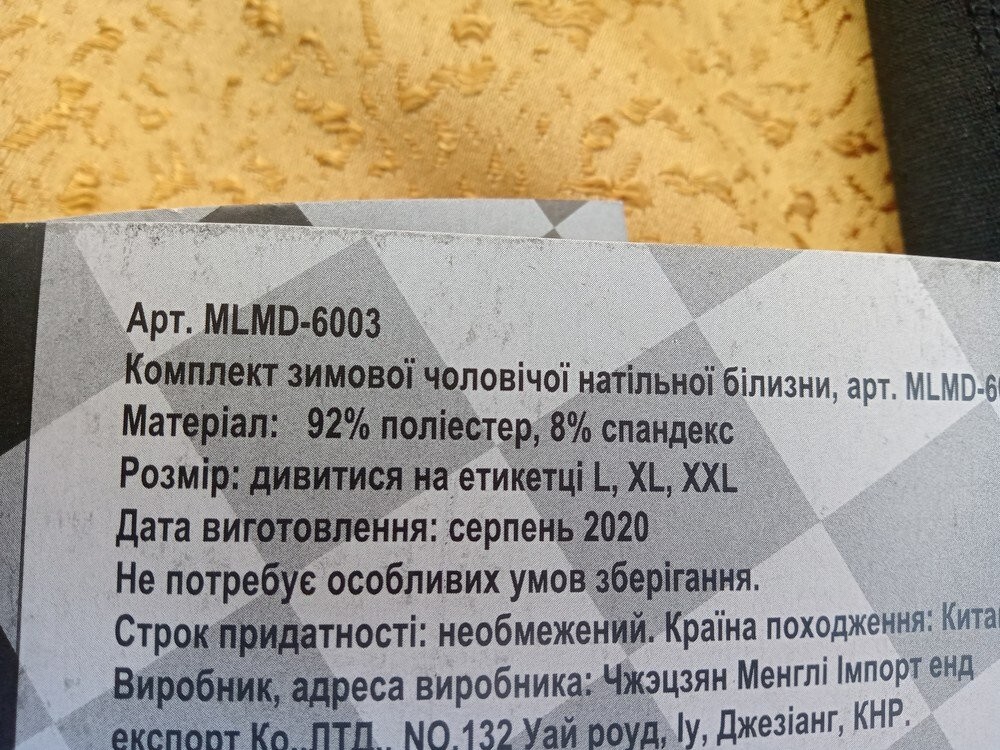 Арт. MLMD-6003
Комплект зимової чоловічої натільної білизни, арт. MLMD-6
Матеріал: 92% поліестер, 8% спандекс
Розмір: дивитися на етикетці L, XL, XXL
Дата виготовлення: серпень 2020
Не потребує особливих умов зберігання.
Строк придатності: необмежений. Країна походження: Кита
Виробник, адреса виробника: Чжэцзян Менглі Імпорт енд
експорт Ко.,ЛТД., NO.132 Уай роуд, Іу, Джезіанг, КНР.